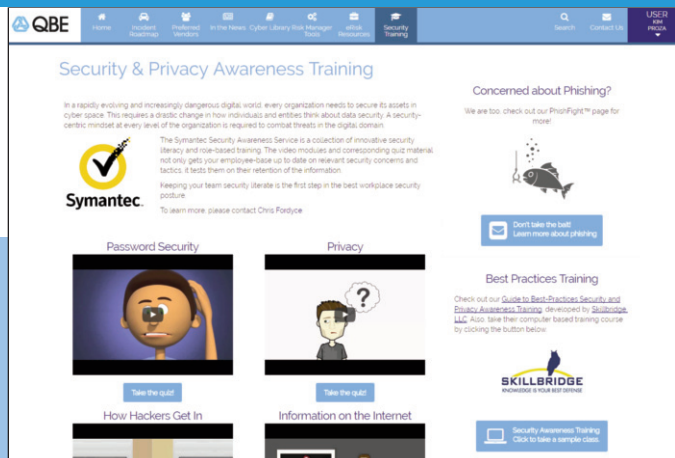 QBE
Home
Incident
Roadmap
Preferred
Vendors
In the News
Cyber Library
Risk Manager
Tools
eRisk
Resources
Security
Training
Search
Contact Us
USER
KIM
PROZA
Security & Privacy Awareness Training
In a rapidly evolving and increasingly dangerous digital world, every organization needs to secure its assets in
cyber space. This requires a drastic change in how individuals and entities think about data security. A security-
centric mindset at every level of the organization is required to combat threats in the digital domain.
The Symantec Security Awareness Service is a collection of innovative security
literacy and role-based training. The video modules and corresponding quiz material
not only gets your employee-base up to date on relevant security concerns and
tactics, it tests them on their retention of the information.
Keeping your team security literate is the first step in the best workplace security
posture.
To learn more, please contact Chris Fordyce
Symantec.
Password Security
Privacy
?
Take the quiz!
Take the quiz!
How Hackers Get In
Information on the Internet
Concerned about Phishing?
We are too, check out our PhishFight™ page for
more!
Don't take the bait!
Learn more about phishing
Best Practices Training
Check out our Guide to Best-Practices Security and
Privacy Awareness Training, developed by Skillbridge,
LLC. Also, take their computer based training course
by clicking the button below.
SKILLBRIDGE
KNOWLEDGE IS YOUR BEST DEFENSE
Security Awareness Training
Click to take a sample class.